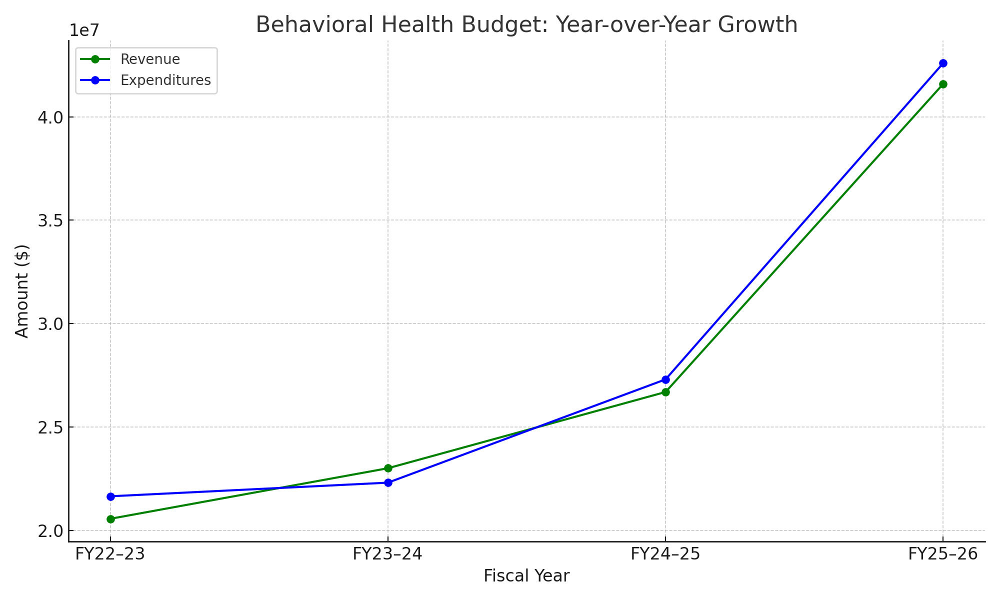 Behavioral Health Budget: Year-over-Year Growth
1e7
Revenue
Expenditures
4.0
3.5
3.0
2.5
2.0
Amount ($)
FY22–23
FY23–24
FY24–25
FY25–26
Fiscal Year